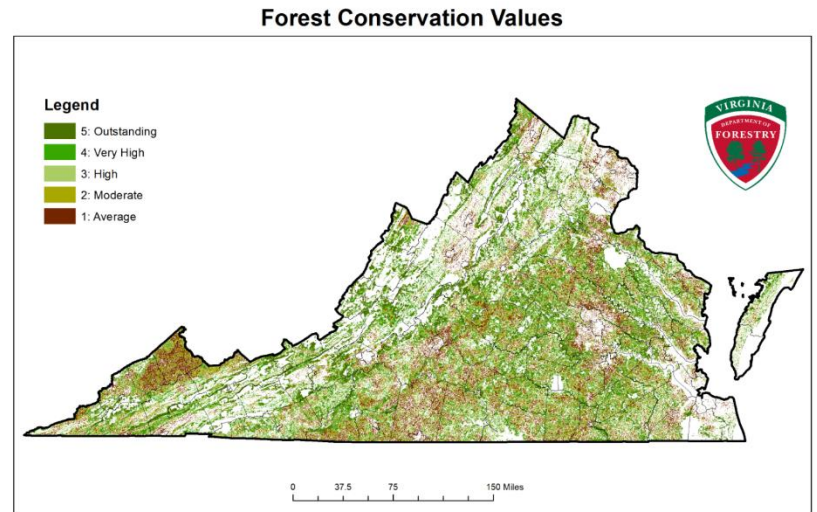 Forest Conservation Values
Legend
5: Outstanding
4: Very High
3: High
2: Moderate
1: Average
VIRGINIA
DEPARTMENT OF
FORESTRY
0 37.5 75 150 Miles